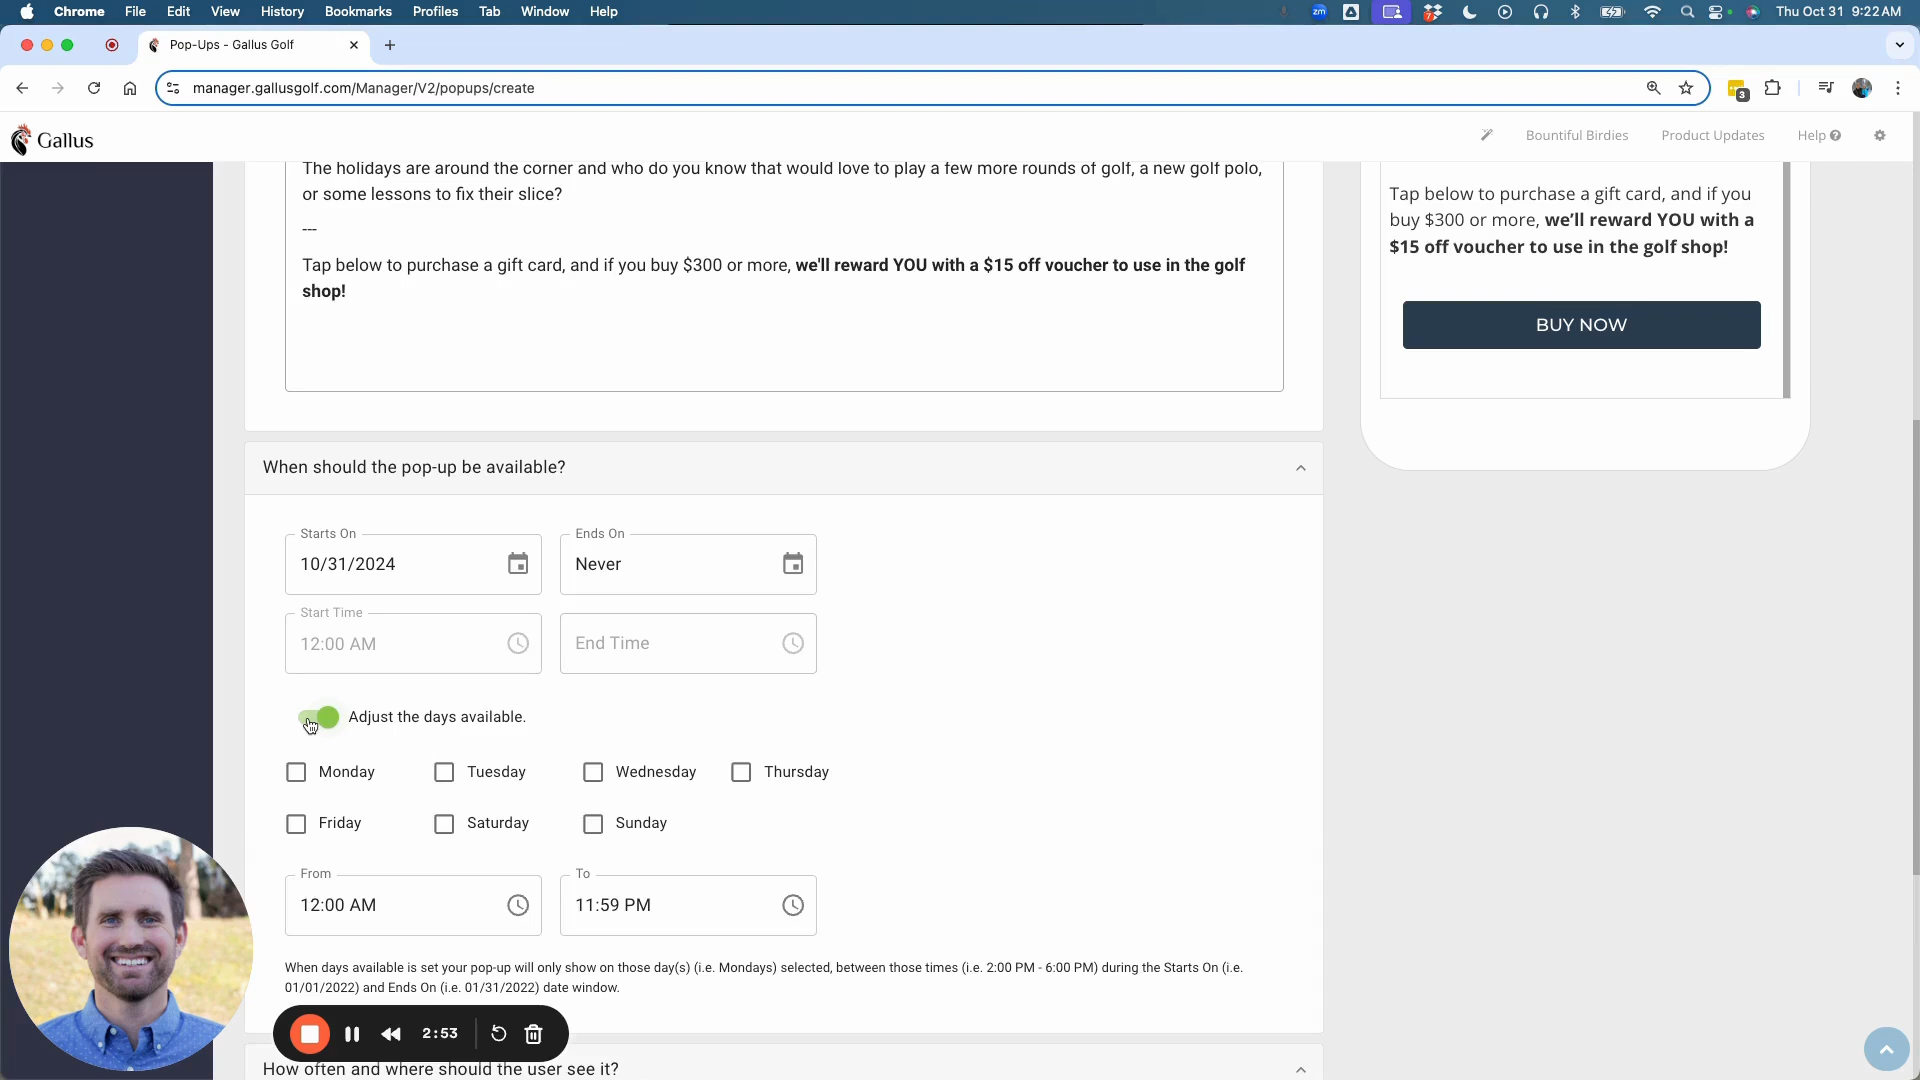 Chrome File Edit View History Bookmarks Profiles Tab Window Help zm 7 Thu Oct 31 9:22 AM
Pop-Ups - Gallus Golf
manager.gallusgolf.com/Manager/V2/popups/create 3
Gallus Bountiful Birdies Product Updates Help
The holidays are around the corner and who do you know that would love to play a few more rounds of golf, a new golf polo,
or some lessons to fix their slice?
---
Tap below to purchase a gift card, and if you buy $300 or more, we'll reward YOU with a $15 off voucher to use in the golf
shop!
Tap below to purchase a gift card, and if you
buy $300 or more, we'll reward YOU with a
$15 off voucher to use in the golf shop!
BUY NOW
When should the pop-up be available?
Starts On Ends On
10/31/2024 Never
Start Time
12:00 AM End Time
Adjust the days available.
Monday Tuesday Wednesday Thursday
Friday Saturday Sunday
From To
12:00 AM 11:59 PM
When days available is set your pop-up will only show on those day(s) (i.e. Mondays) selected, between those times (i.e. 2:00 PM - 6:00 PM) during the Starts On (i.e.
01/01/2022) and Ends On (i.e. 01/31/2022) date window.
2:53
How often and where should the user see it?